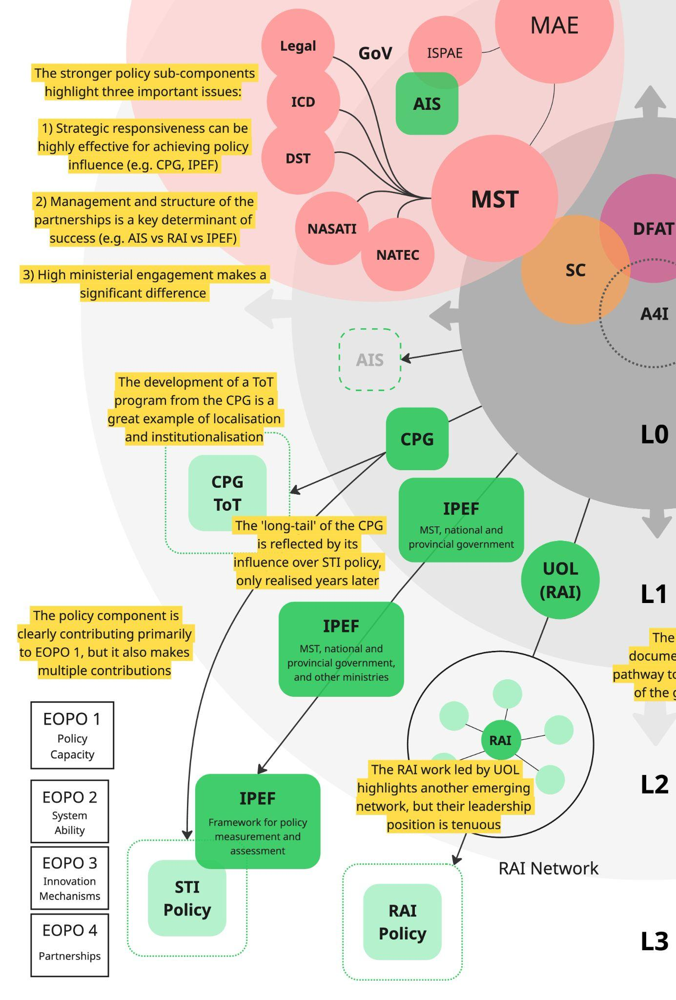 MAE
Legal
GoV
ISPAE
The stronger policy sub-components
highlight three important issues:
ICD
AIS
1) Strategic responsiveness can be
highly effective for achieving policy
influence (e.g. CPG, IPEF)
DST
2) Management and structure of the
partnerships is a key determinant of
success (e.g. AIS vs RAI vs IPEF)
MST
NASATI
NATEC
DFAT
SC
3) High ministerial engagement makes a
significant difference
A4I
AIS
The development of a ToT
program from the CPG is a
great example of localisation
and institutionalisation
CPG
L0
CPG
ToT
IPEF
MST, national and
provincial government
The 'long-tail' of the CPG
is reflected by its
influence over STI policy,
only realised years later
UOL
(RAI)
L1
The policy component is
clearly contributing primarily
to EOPO 1, but it also makes
multiple contributions
IPEF
MST, national and
provincial government,
and other ministries
The
pathway
of the
EOPO 1
Policy
Capacity
RAI
The RAI work led by UOL
highlights another emerging
network, but their leadership
position is tenuous
L2
EOPO 2
System
Ability
IPEF
Framework for policy
measurement and
assessment
EOPO 3
Innovation
Mechanisms
RAI Network
STI
Policy
RAI
Policy
EOPO 4
Partnerships
L3